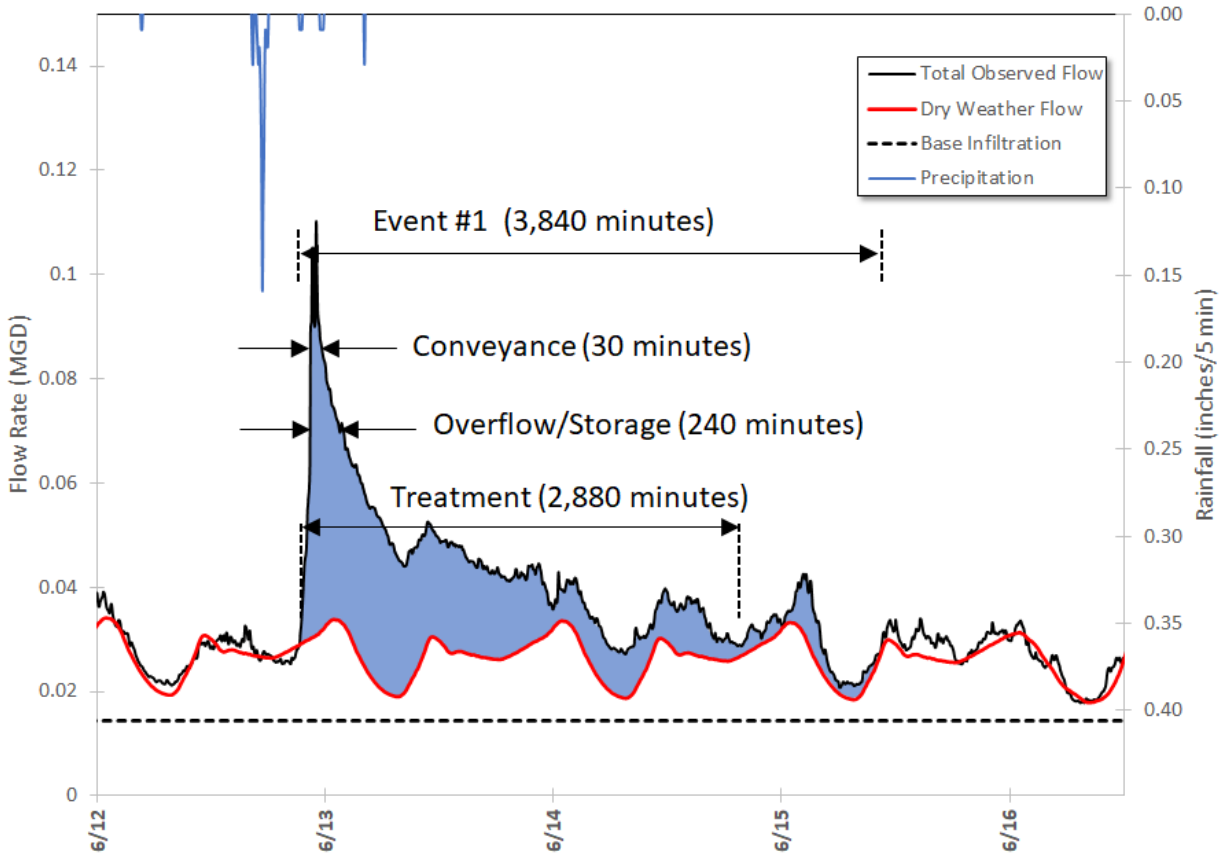 0.00
0.14
Total Observed Flow
Dry Weather Flow
Base Infiltration
Precipitation
0.05
0.12
0.10
Event #1 (3,840 minutes)
0.1
0.15
Conveyance (30 minutes)
0.08
0.20
Flow Rate (MGD)
Rainfall (inches/5 min)
Overflow/Storage (240 minutes)
0.25
0.06
Treatment (2,880 minutes)
0.30
0.04
0.35
0.02
0.40
0
6/12
6/13
6/14
6/15
6/16